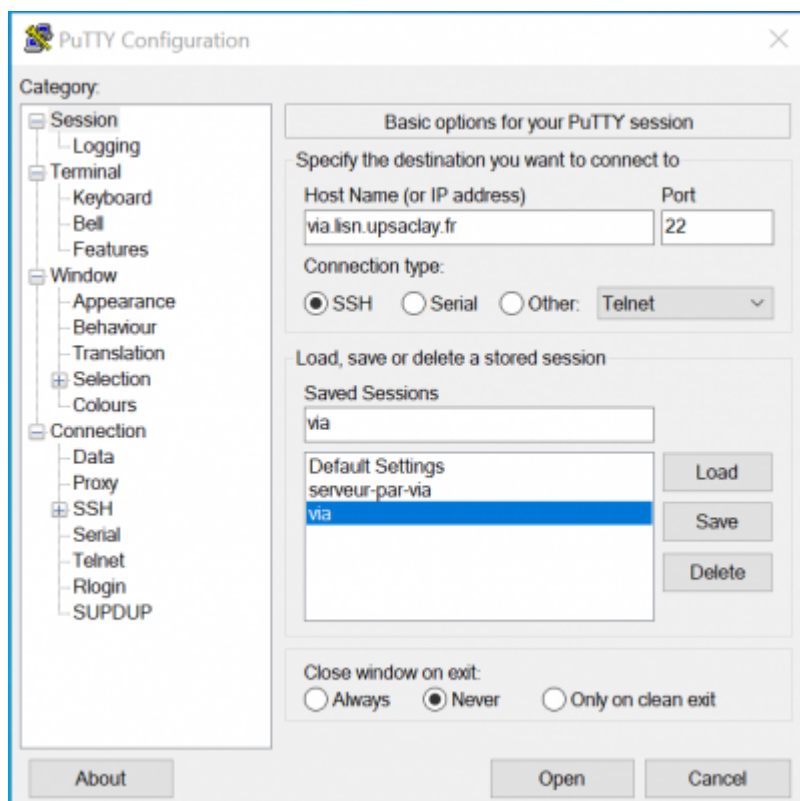 PuTTY Configuration
Category:
Session
Logging
Terminal
Keyboard
Bell
Features
Window
Appearance
Behaviour
Translation
Selection
Colours
Connection
Data
Proxy
SSH
Serial
Telnet
Rlogin
SUPDUP
Basic options for your PuTTY session
Specify the destination you want to connect to
Host Name (or IP address) Port
via.lisn.upsaclay.fr 22
Connection type:
SSH Serial Other: Telnet
Load, save or delete a stored session
Saved Sessions
via
Default Settings
serveur-par-via
via
Load
Save
Delete
Close window on exit:
Always Never Only on clean exit
About Open Cancel